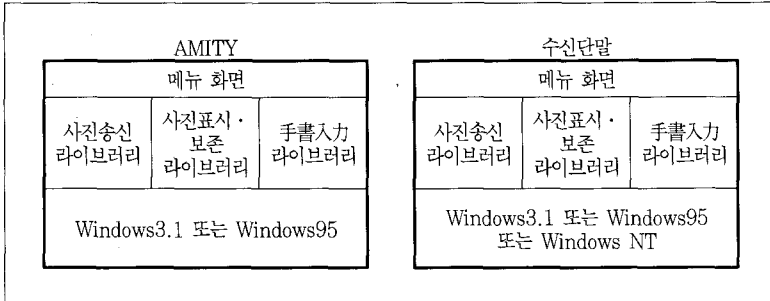 AMITY
메뉴 화면
사진송신
라이브러리
사진표시·
보존
라이브러리
手書入力
라이브러리
Windows3.1 또는 Windows95
수신단말
메뉴 화면
사진송신
라이브러리
사진표시·
보존
라이브러리
手書入力
라이브러리
Windows3.1 또는 Windows95
또는 Windows NT